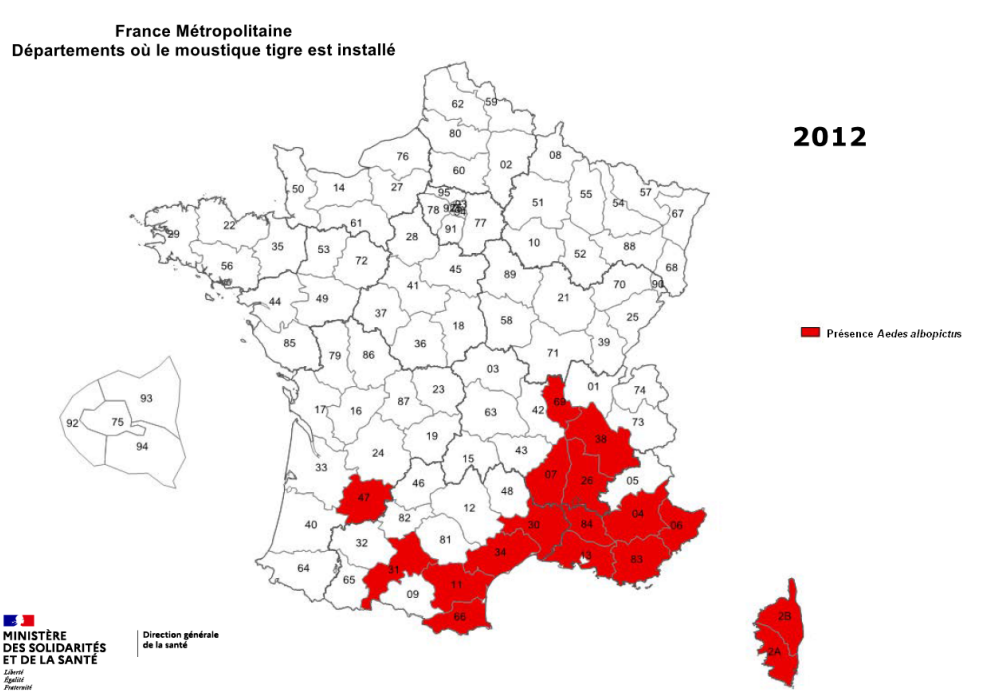 France Métropolitaine
Départements où le moustique tigre est installé
2012
62 59
80
76 02 08
60
50 14 27 95 51 55 54 57
67
93
78 77
29 22 61 91
35 28 10 88
53 52
56 72 45 68
89 70 90
41
44 49 21
37 25
18 58
85 36 39
79 86 71
03
23 01 74
93 87 69
17 16 63 42 73
92 75 38
19
94 24 43
33 15 05
46 07 26
47 48
12 04
40 82 30 84 06
32 81
34 13 83
64 31
65 11
09
66
2B
2A
Présence Aedes albopictus
MINISTÈRE
DES SOLIDARITÉS
ET DE LA SANTÉ
Liberté
Égalité
Fraternité
Direction générale
de la santé